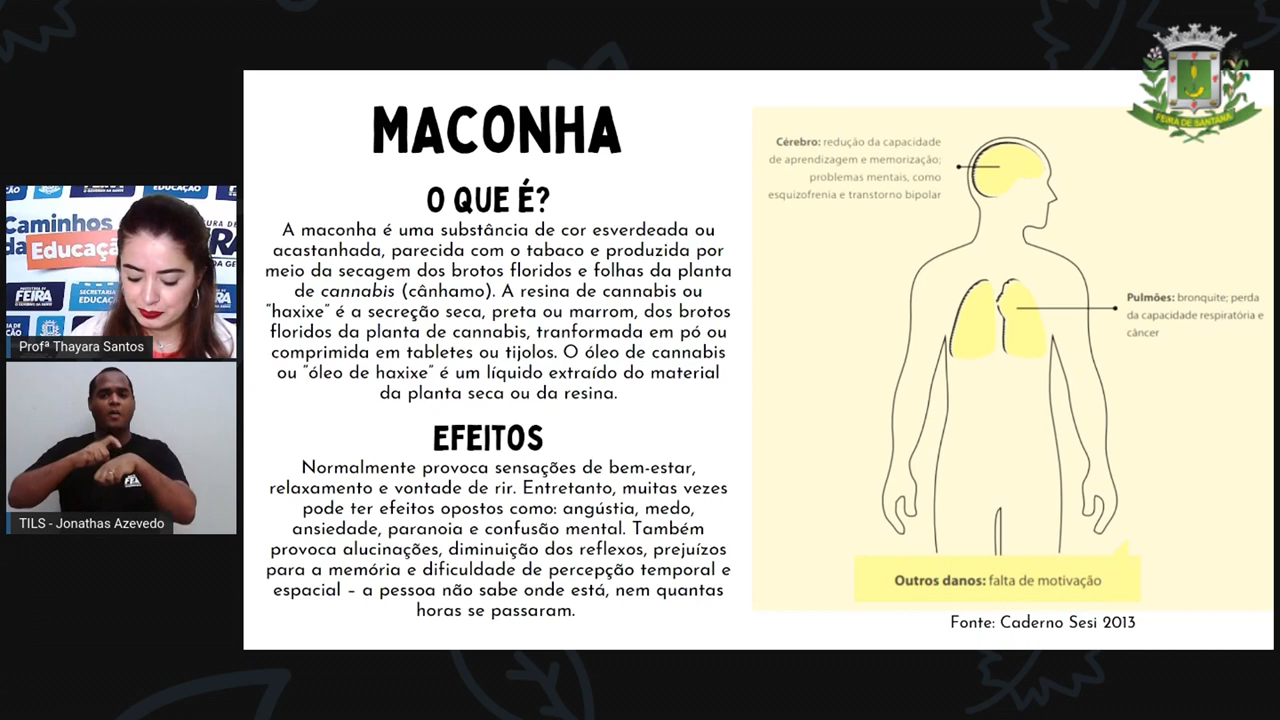 MACONHA
O QUE É?
A maconha é uma substância de cor esverdeada ou
acastanhada, parecida com o tabaco e produzida por
meio da secagem dos brotos floridos e folhas da planta
de cannabis (cânhamo). A resina de cannabis ou
"haxixe" é a secreção seca, preta ou marrom, dos brotos
floridos da planta de cannabis, tranformada em pó ou
comprimida em tabletes ou tijolos. O óleo de cannabis
ou "óleo de haxixe" é um líquido extraído do material
da planta seca ou da resina.
EFEITOS
Normalmente provoca sensações de bem-estar,
relaxamento e vontade de rir. Entretanto, muitas vezes
pode ter efeitos opostos como: angústia, medo,
ansiedade, paranoia e confusão mental. Também
provoca alucinações, diminuição dos reflexos, prejuízos
para a memória e dificuldade de percepção temporal e
espacial – a pessoa não sabe onde está, nem quantas
horas se passaram.
Cérebro: redução da capacidade
de aprendizagem e memorização;
problemas mentais, como
esquizofrenia e transtorno bipolar
Pulmões: bronquite; perda
da capacidade respiratória e
câncer
Outros danos: falta de motivação
Fonte: Caderno Sesi 2013
FEIRA DE SANTANA
Caminhos
da Educaçã
FEIRA
SECRETARIA
EDUCAÇ
FEIRA
Profª Thayara Santos
TILS - Jonathas Azevedo